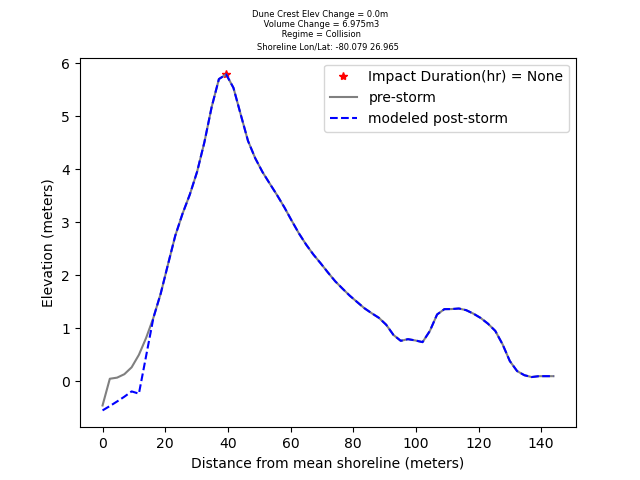 Dune Crest Elev Change = 0.0m
Volume Change = 6.975m3
Regime = Collision
Shoreline Lon/Lat: -80.079 26.965
Impact Duration(hr) = None
pre-storm
modeled post-storm
Elevation (meters)
6
5
4
3
2
1
0
0 20 40 60 80 100 120 140
Distance from mean shoreline (meters)